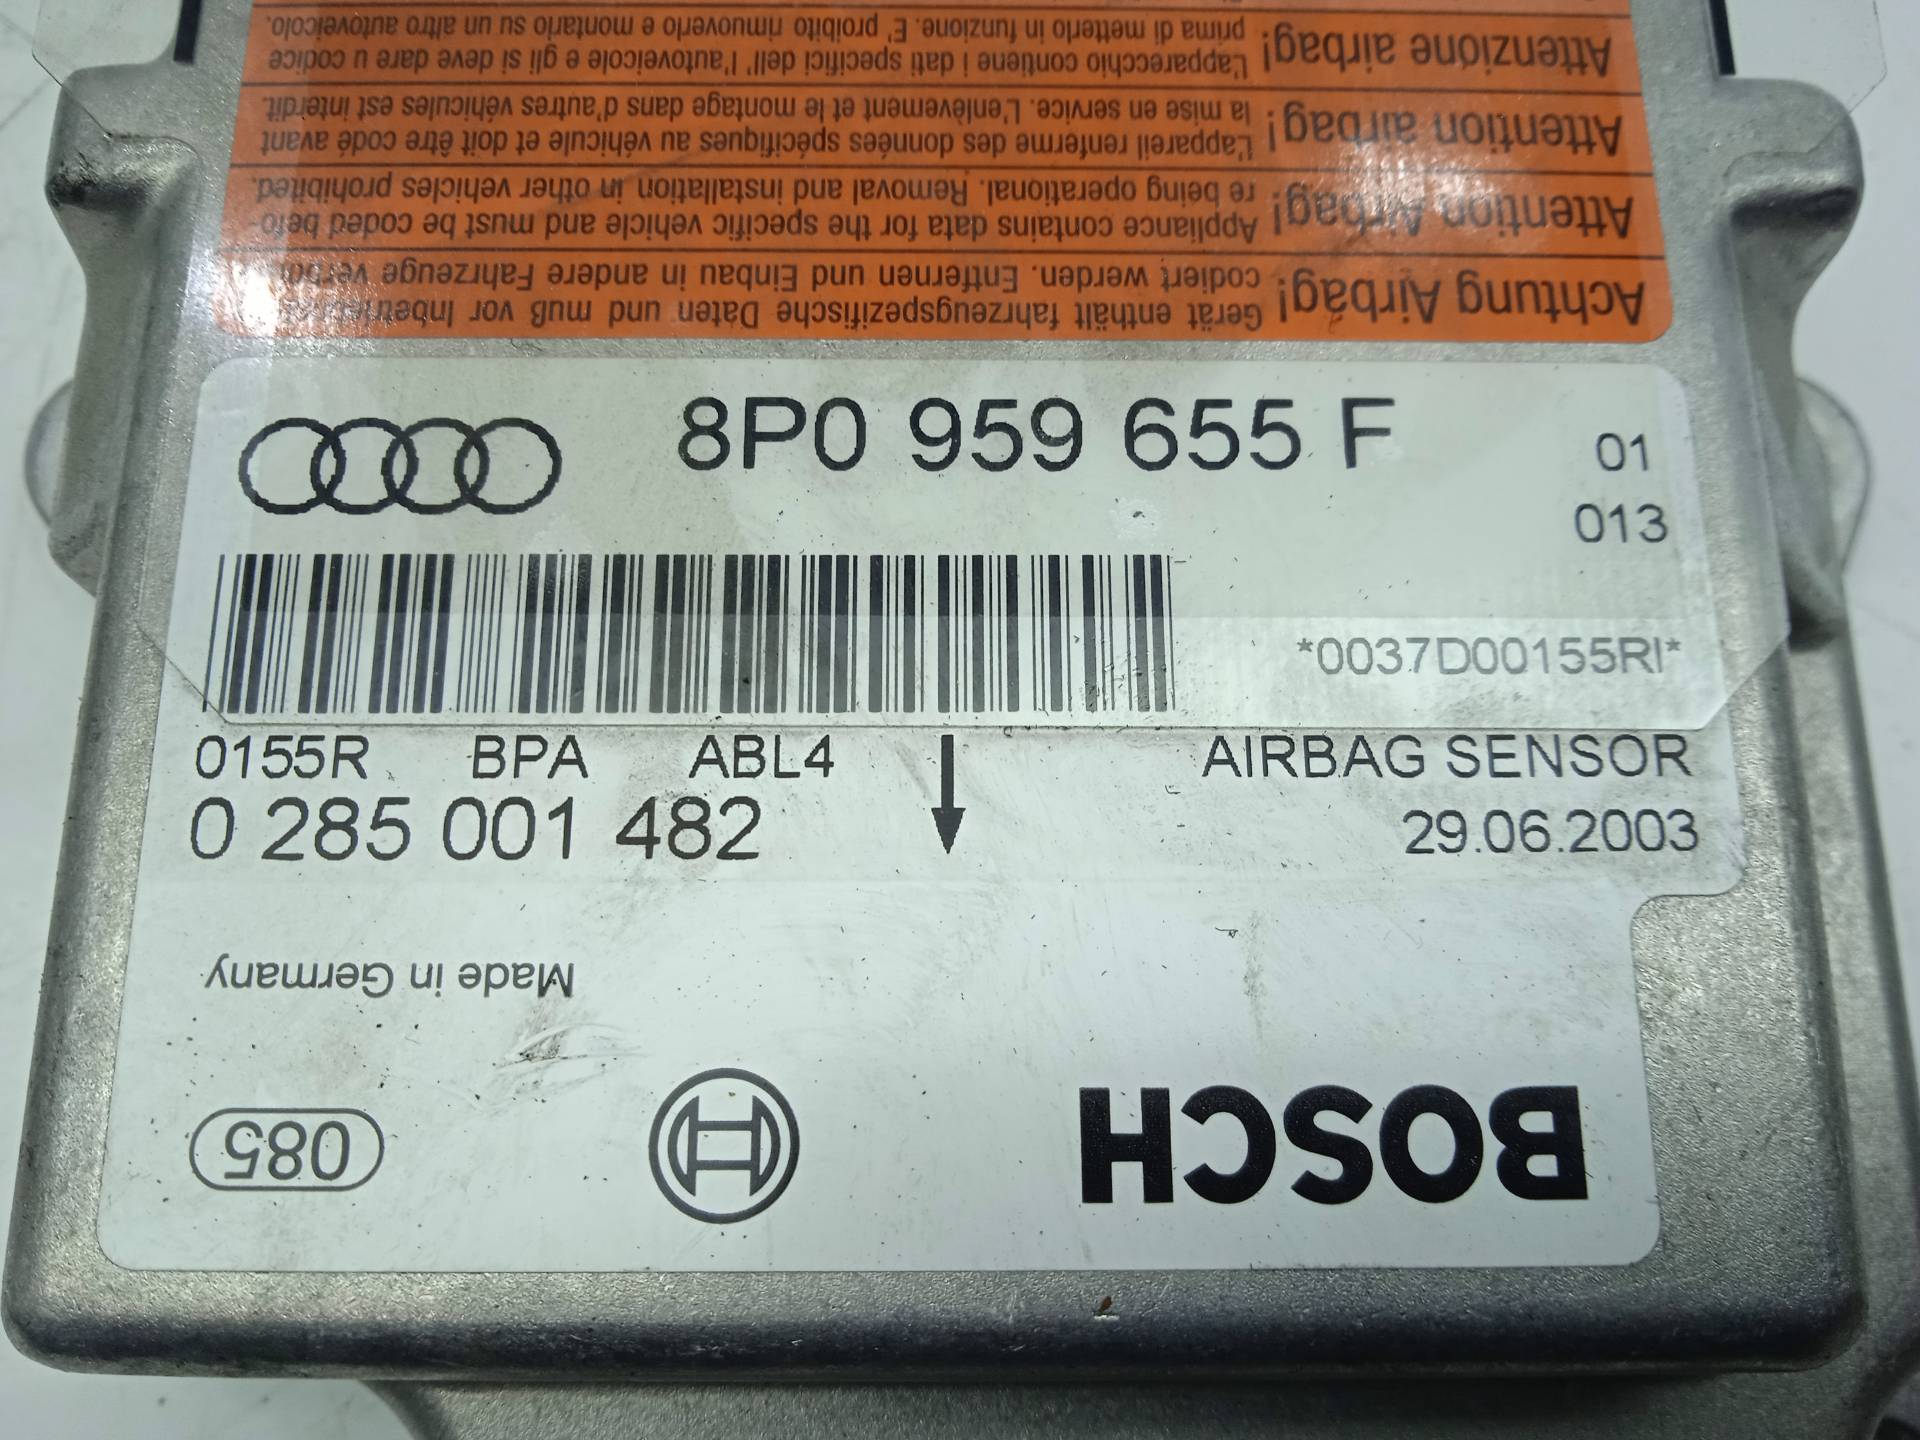 Achtung Airbag!
Gerät enthält fahrzeugspezifische Daten und muß vor Inbetriebnahme
codiert werden. Entfernen und Einbau in andere Fahrzeuge
Attention Airbag!
Appliance contains data for the specific vehicle and must be coded befo-
re being operational. Removal and installation in other vehicles prohibited.
Attention airbag!
L'appareil renferme des données spécifiques au véhicule et doit être codé avant
la mise en service. L'enlèvement et le montage dans d'autres véhicules est interdit.
Attenzione airbag!
L'apparecchio contiene i dati specifici dell' l'autoveicole e gli si deve dare u codice
prima di metterlo in funzione. E' proibito rimuoverlo e montarlo su un altro autoveicolo.
8P0 959 655 F
01
013
*0037D00155RI*
0155R BPA ABL4 AIRBAG SENSOR
0 285 001 482 29.06.2003
Made in Germany
085
BOSCH